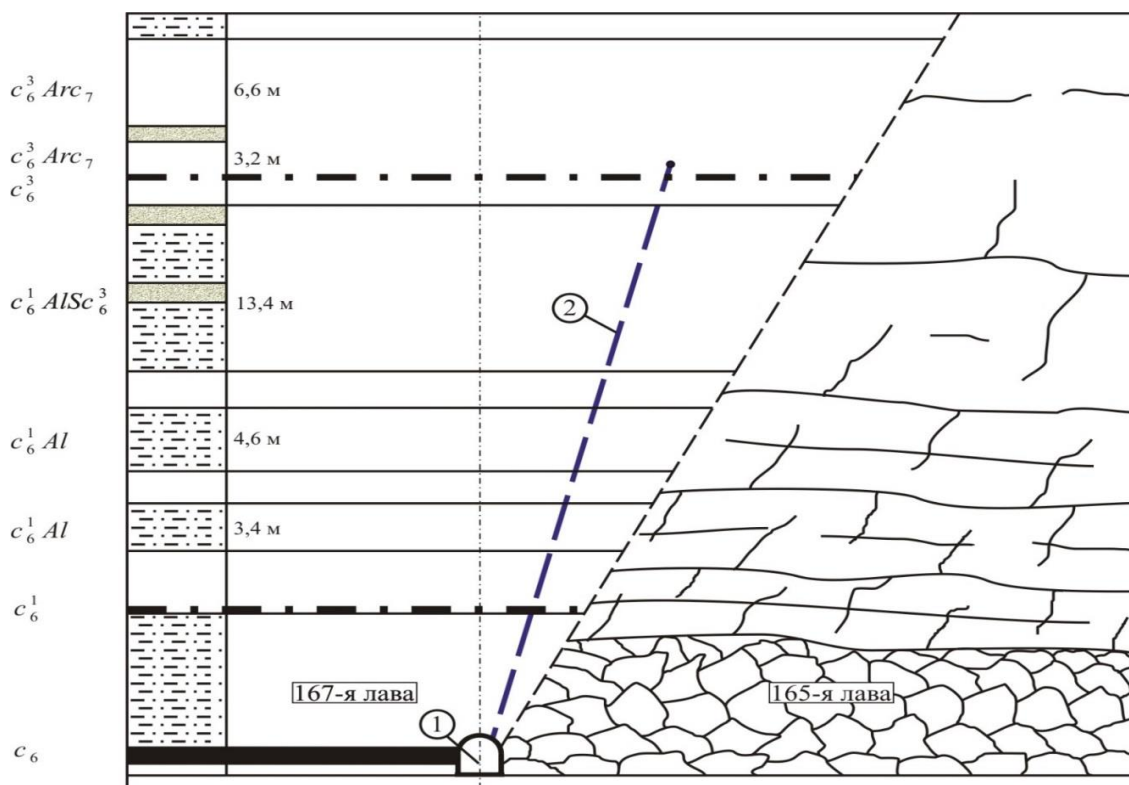 c₆³ Arc₇ 6,6 м
c₆³ Arc₇ 3,2 м
c₆³
2
c₆¹ AlSc₆³ 13,4 м
c₆¹ Al 4,6 м
c₆¹ Al 3,4 м
c₆¹
167-я лава 165-я лава
1
c₆